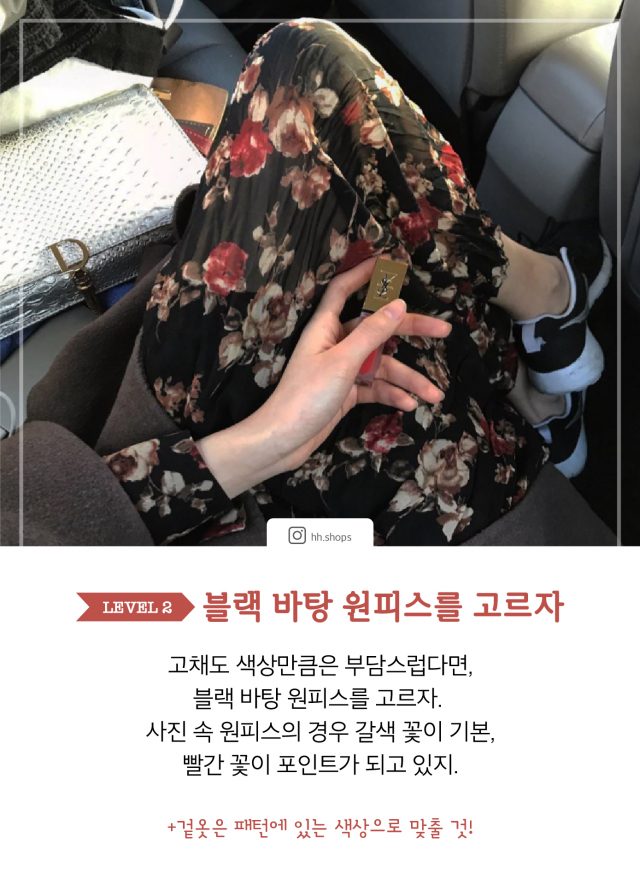 D
YSL
hh.shops
LEVEL 2
블랙 바탕 원피스를 고르자
고채도 색상만큼은 부담스럽다면,
블랙 바탕 원피스를 고르자.
사진 속 원피스의 경우 갈색 꽃이 기본,
빨간 꽃이 포인트가 되고 있지.
+겉옷은 패턴에 있는 색상으로 맞출 것!